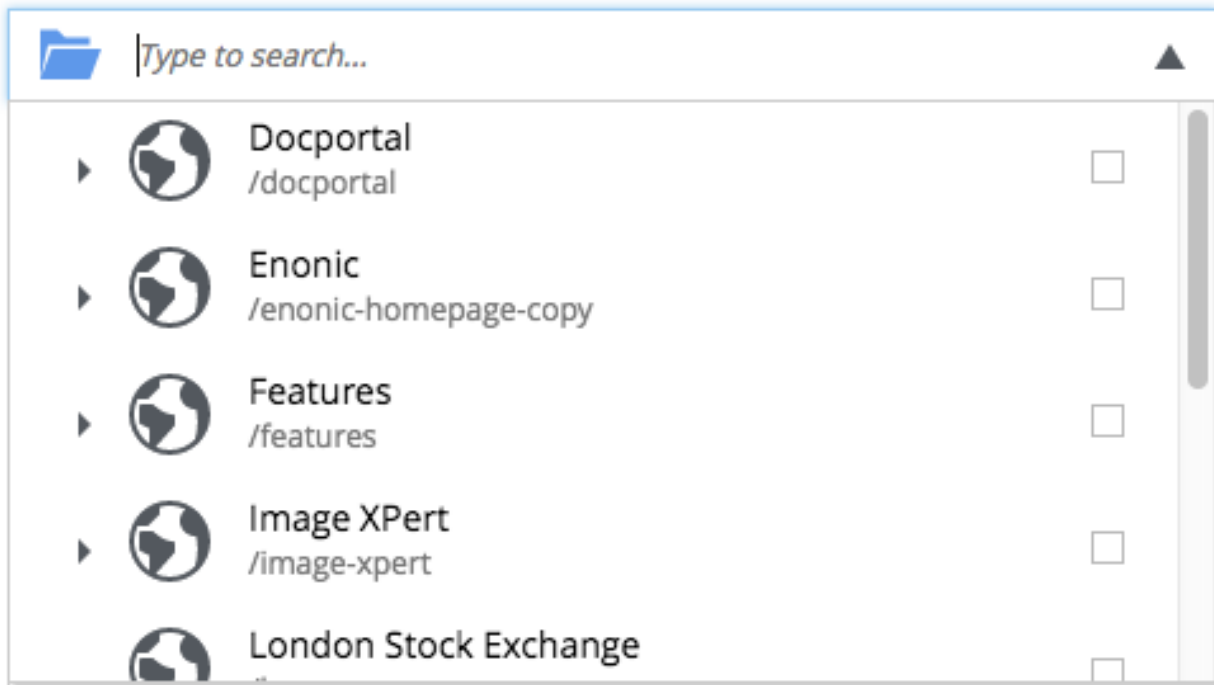 Type to search...
Docportal
/docportal
Enonic
/enonic-homepage-copy
Features
/features
Image XPert
/image-xpert
London Stock Exchange